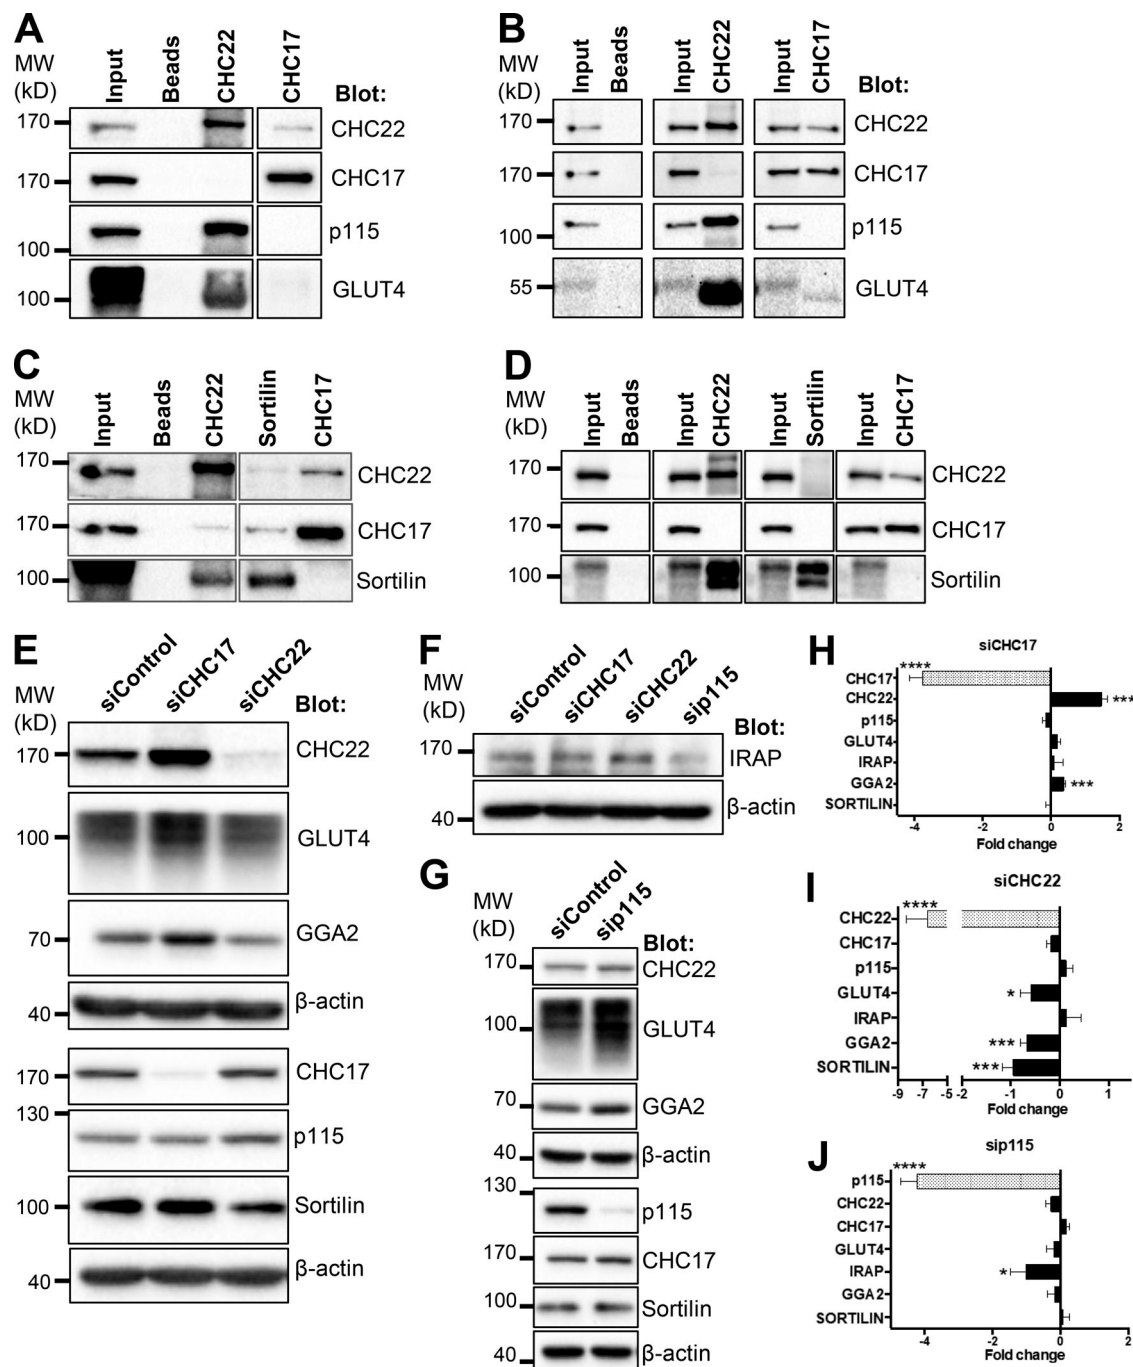 A
MW
(kD)
Input
Beads
CHC22
CHC17
Blot:
170
CHC22
170
CHC17
p115
100
100
GLUT4
B
MW
(kD)
Input
Beads
Input
CHC22
Input
CHC17
170
CHC22
170
CHC17
100
p115
55
GLUT4
C
MW
(kD)
Input
Beads
CHC22
Sortilin
CHC17
170
CHC22
170
CHC17
100
Sortilin
D
MW
(kD)
Input
Beads
Input
CHC22
Input
Sortilin
Input
CHC17
170
CHC22
170
CHC17
100
Sortilin
E
MW
(kD)
siControl
siCHC17
siCHC22
Blot:
170
CHC22
100
GLUT4
70
GGA2
40
β-actin
170
CHC17
130
p115
100
Sortilin
40
β-actin
F
MW
(kD)
siControl
siCHC17
siCHC22
sip115
Blot:
170
IRAP
40
β-actin
G
MW
(kD)
siControl
sip115
Blot:
170
CHC22
100
GLUT4
70
GGA2
40
β-actin
130
p115
170
CHC17
100
Sortilin
40
β-actin
H
siCHC17
CHC17 ****
CHC22 ***
p115
GLUT4
IRAP
GGA2 ***
SORTILIN
-4 -2 0 2
Fold change
I
siCHC22
CHC22 ****
CHC17
p115
GLUT4 *
IRAP
GGA2 ***
SORTILIN ***
-9 -7 -5 -2 -1 0 1
Fold change
J
sip115
p115 ****
CHC22
CHC17
GLUT4
IRAP *
GGA2
SORTILIN
-4 -2 0 2
Fold change